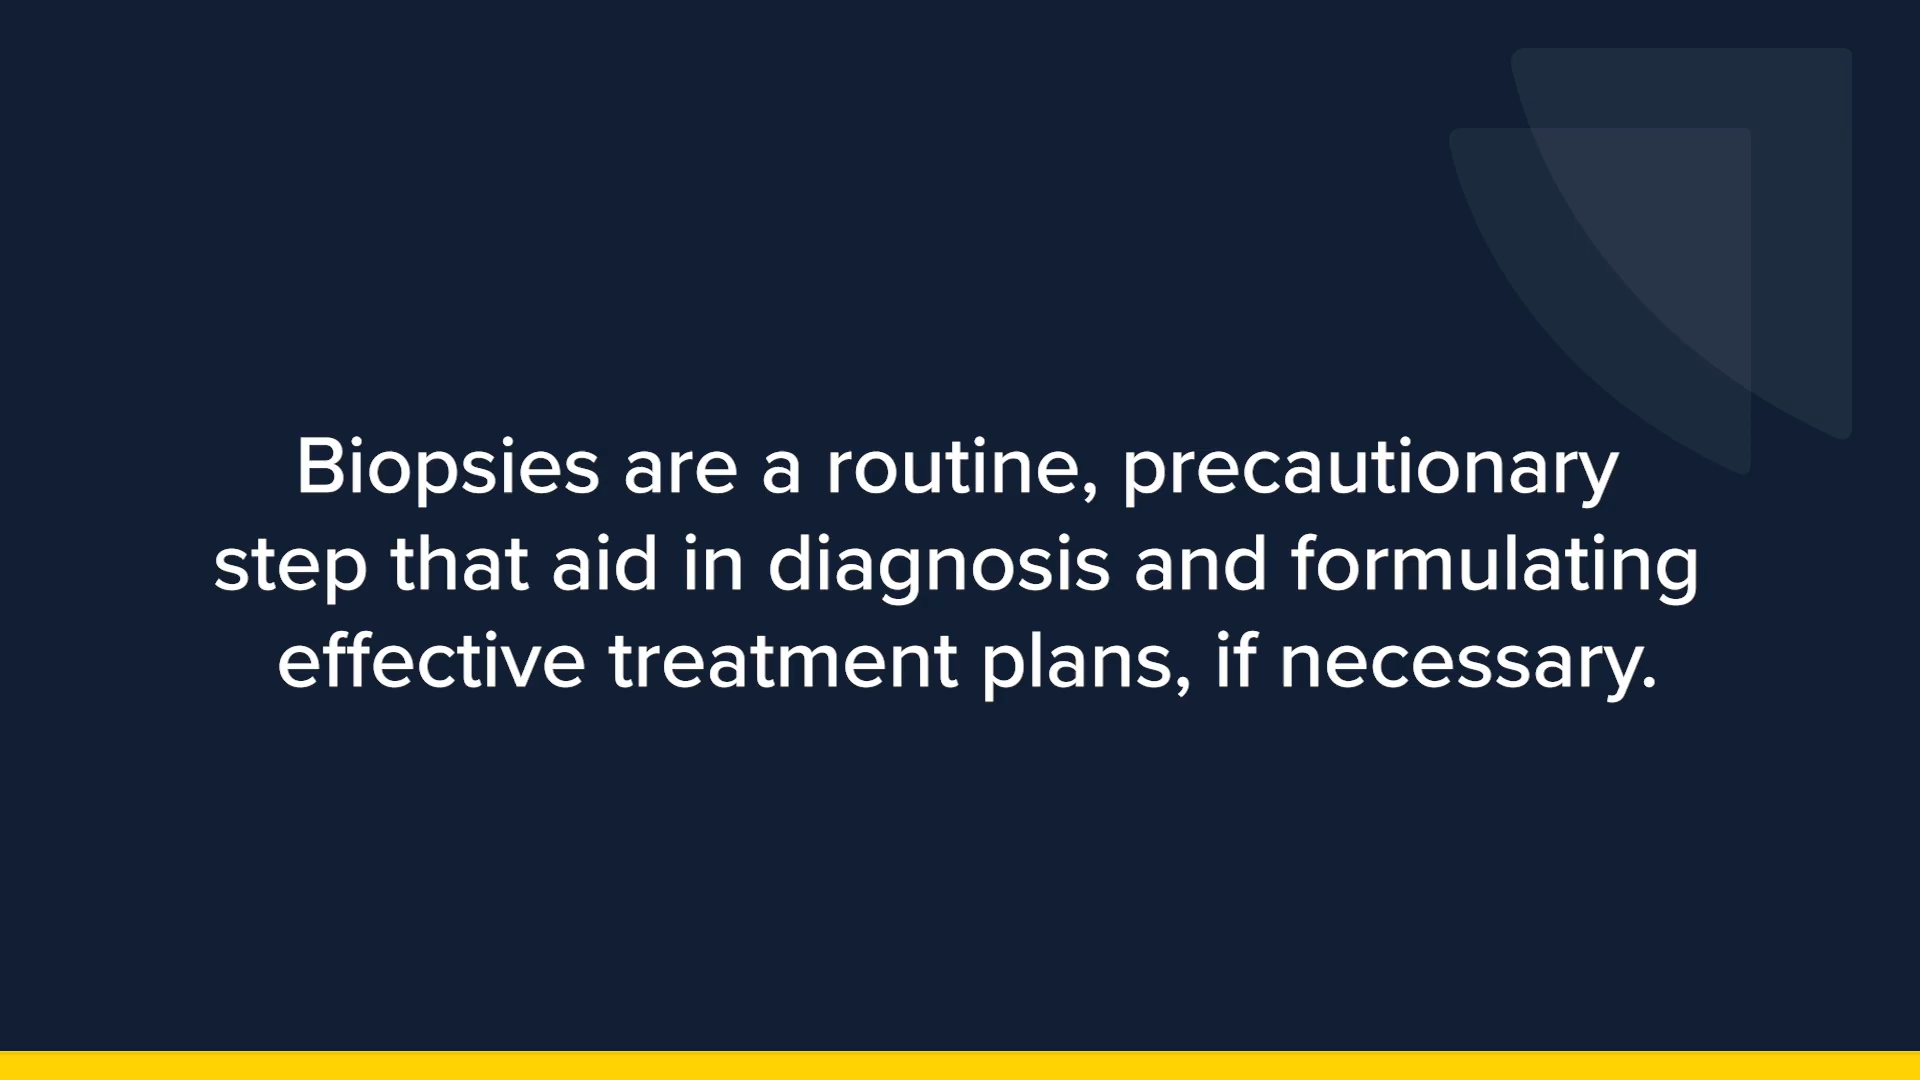 Biopsies are a routine, precautionary
step that aid in diagnosis and formulating
effective treatment plans, if necessary.